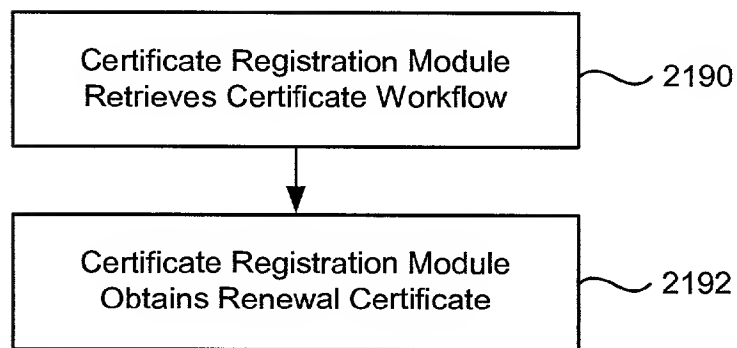 Certificate Registration Module
Retrieves Certificate Workflow
2190
Certificate Registration Module
Obtains Renewal Certificate
2192